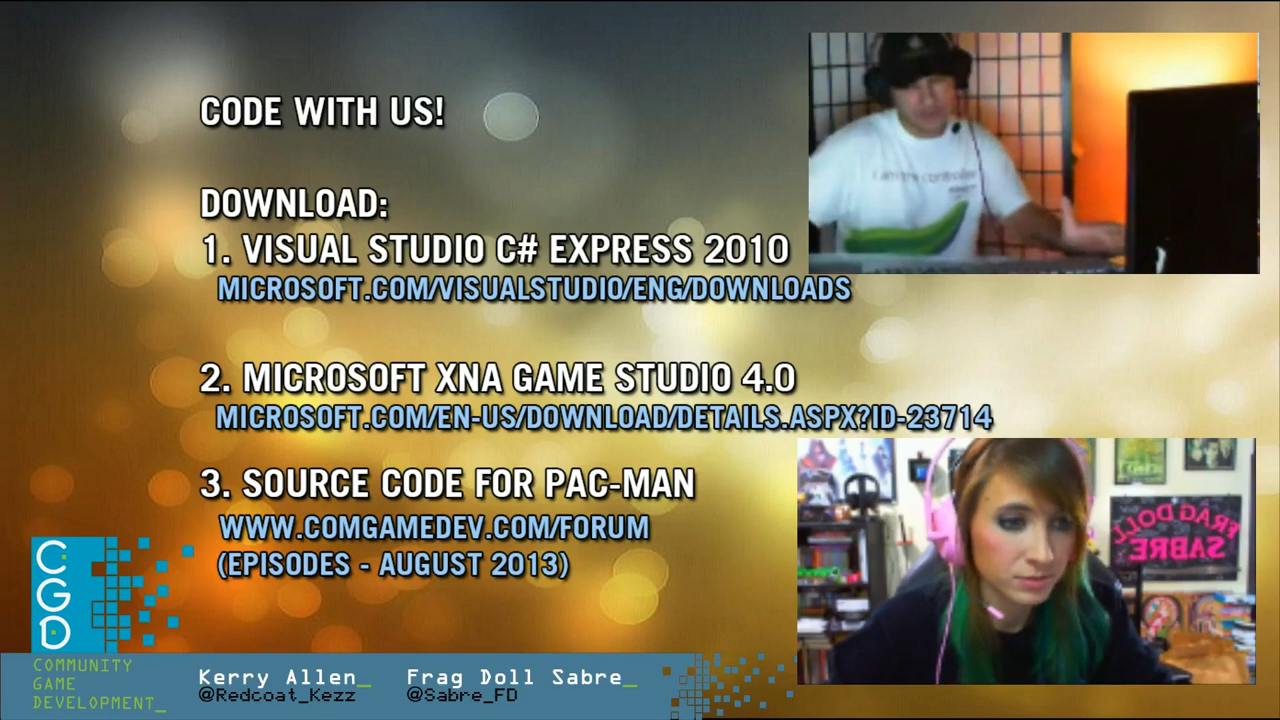 CODE WITH US!
DOWNLOAD:
1. VISUAL STUDIO C# EXPRESS 2010
MICROSOFT.COM/VISUALSTUDIO/ENG/DOWNLOADS
2. MICROSOFT XNA GAME STUDIO 4.0
MICROSOFT.COM/EN-US/DOWNLOAD/DETAILS.ASPX?ID-23714
3. SOURCE CODE FOR PAC-MAN
WWW.COMGAMEDEV.COM/FORUM
(EPISODES - AUGUST 2013)
FRAG DOLL
SABRE
CGD
COMMUNITY
GAME
DEVELOPMENT_
Kerry Allen_
@Redcoat_Kezz
Frag Doll Sabre_
@Sabre_FD